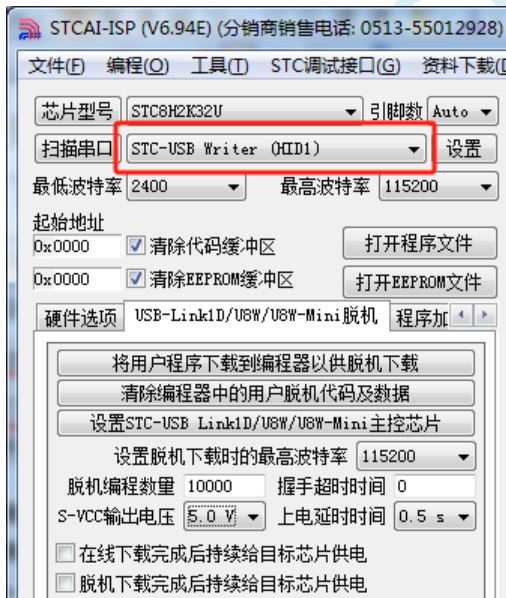 STCAI-ISP (V6.94E) (分销商销售电话: 0513-55012928)
文件(F) 编程(O) 工具(T) STC调试接口(G) 资料下载(
芯片型号 STC8H2K32U 引脚数 Auto
扫描串口 STC-USB Writer (HID1) 设置
最低波特率 2400 最高波特率 115200
起始地址
0x0000 清除代码缓冲区 打开程序文件
0x0000 清除EEPROM缓冲区 打开EEPROM文件
硬件选项 USB-Link1D/U8W/U8W-Mini脱机 程序加
将用户程序下载到编程器以供脱机下载
清除编程器中的用户脱机代码及数据
设置STC-USB Link1D/U8W/U8W-Mini主控芯片
设置脱机下载时的最高波特率 115200
脱机编程数量 10000 握手超时时间 0
S-VCC输出电压 5.0 V 上电延时时间 0.5 s
在线下载完成后持续给目标芯片供电
脱机下载完成后持续给目标芯片供电